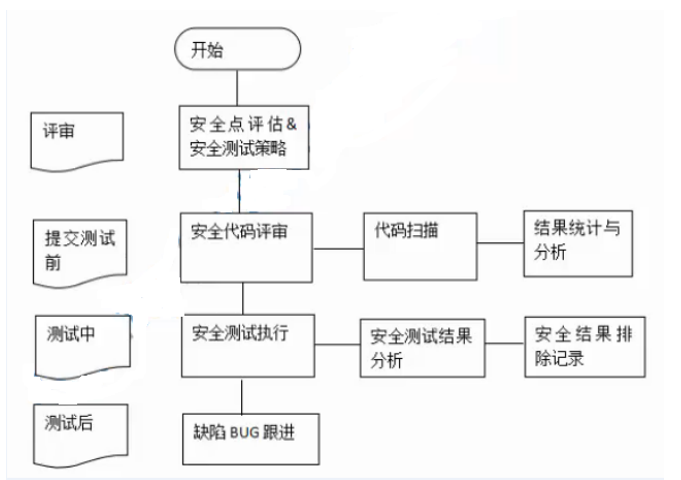 开始
评审
安全点评估&
安全测试策略
提交测试
前
安全代码评审
代码扫描
结果统计与
分析
测试中
安全测试执行
安全测试结果
分析
安全结果排
除记录
测试后
缺陷BUG跟进